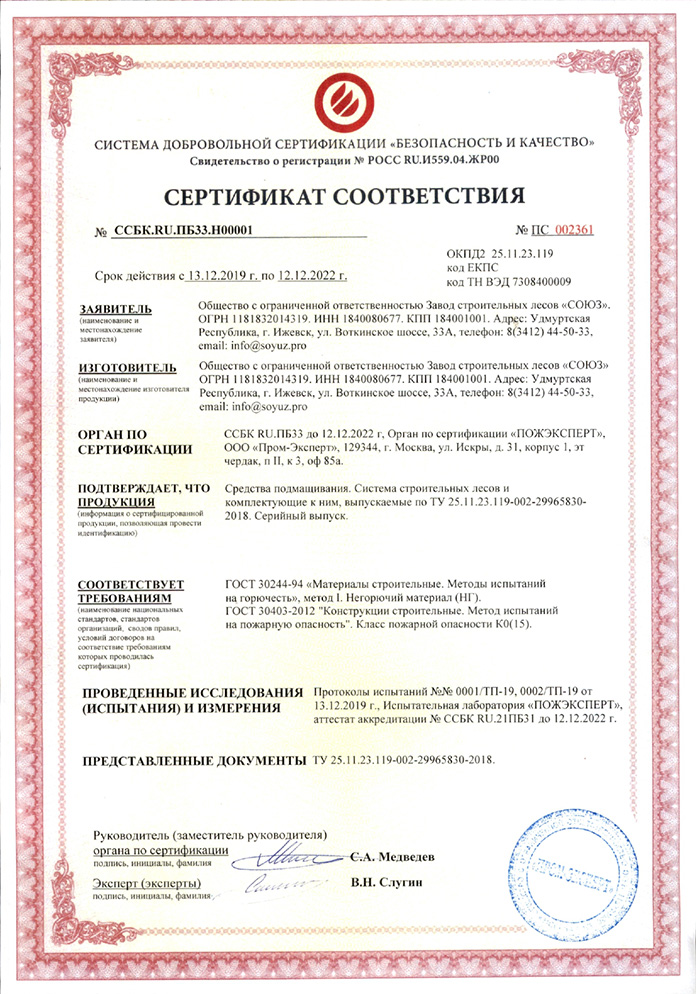 СИСТЕМА ДОБРОВОЛЬНОЙ СЕРТИФИКАЦИИ «БЕЗОПАСНОСТЬ И КАЧЕСТВО»
Свидетельство о регистрации № РОСС RU.И559.04.ЖР00
СЕРТИФИКАТ СООТВЕТСТВИЯ
№ ССБК.RU.ПБ33.Н00001
№ ПС 002361
ОКПД2 25.11.23.119
код ЕКПС
код ТН ВЭД 7308400009
Срок действия с 13.12.2019 г. по 12.12.2022 г.
ЗАЯВИТЕЛЬ
(наименование и
местонахождение
заявителя)
Общество с ограниченной ответственностью Завод строительных лесов «СОЮЗ».
ОГРН 1181832014319. ИНН 1840080677. КПП 184001001. Адрес: Удмуртская
Республика, г. Ижевск, ул. Воткинское шоссе, 33А, телефон: 8(3412) 44-50-33,
email: info@soyuz.pro
ИЗГОТОВИТЕЛЬ
(наименование и
местонахождение изготовителя
продукции)
Общество с ограниченной ответственностью Завод строительных лесов «СОЮЗ»
ОГРН 1181832014319. ИНН 1840080677. КПП 184001001. Адрес: Удмуртская
Республика, г. Ижевск, ул. Воткинское шоссе, 33А, телефон: 8(3412) 44-50-33,
email: info@soyuz.pro
ОРГАН ПО
СЕРТИФИКАЦИИ
ССБК RU.ПБ33 до 12.12.2022 г, Орган по сертификации «ПОЖЭКСПЕРТ»,
ООО «Пром-Эксперт», 129344, г. Москва, ул. Искры, д. 31, корпус 1, эт
чердак, п II, к 3, оф 85а.
ПОДТВЕРЖДАЕТ, ЧТО
ПРОДУКЦИЯ
(информация о сертифицированной
продукции, позволяющая провести
идентификацию)
Средства подмащивания. Система строительных лесов и
комплектующие к ним, выпускаемые по ТУ 25.11.23.119-002-29965830-
2018. Серийный выпуск.
СООТВЕТСТВУЕТ
ТРЕБОВАНИЯМ
(наименование национальных
стандартов, стандартов
организаций, сводов правил,
условий договоров на
соответствие требованиям
которых проводилась
сертификация)
ГОСТ 30244-94 «Материалы строительные. Методы испытаний
на горючесть», метод I. Негорючий материал (НГ).
ГОСТ 30403-2012 "Конструкции строительные. Метод испытаний
на пожарную опасность". Класс пожарной опасности К0(15).
ПРОВЕДЕННЫЕ ИССЛЕДОВАНИЯ
(ИСПЫТАНИЯ) И ИЗМЕРЕНИЯ
Протоколы испытаний №№ 0001/ТП-19, 0002/ТП-19 от
13.12.2019 г., Испытательная лаборатория «ПОЖЭКСПЕРТ»,
аттестат аккредитации № ССБК RU.21ПБ31 до 12.12.2022 г.
ПРЕДСТАВЛЕННЫЕ ДОКУМЕНТЫ ТУ 25.11.23.119-002-29965830-2018.
Руководитель (заместитель руководителя)
органа по сертификации
подпись, инициалы, фамилия
С.А. Медведев
Эксперт (эксперты)
подпись, инициалы, фамилия
В.Н. Слугин